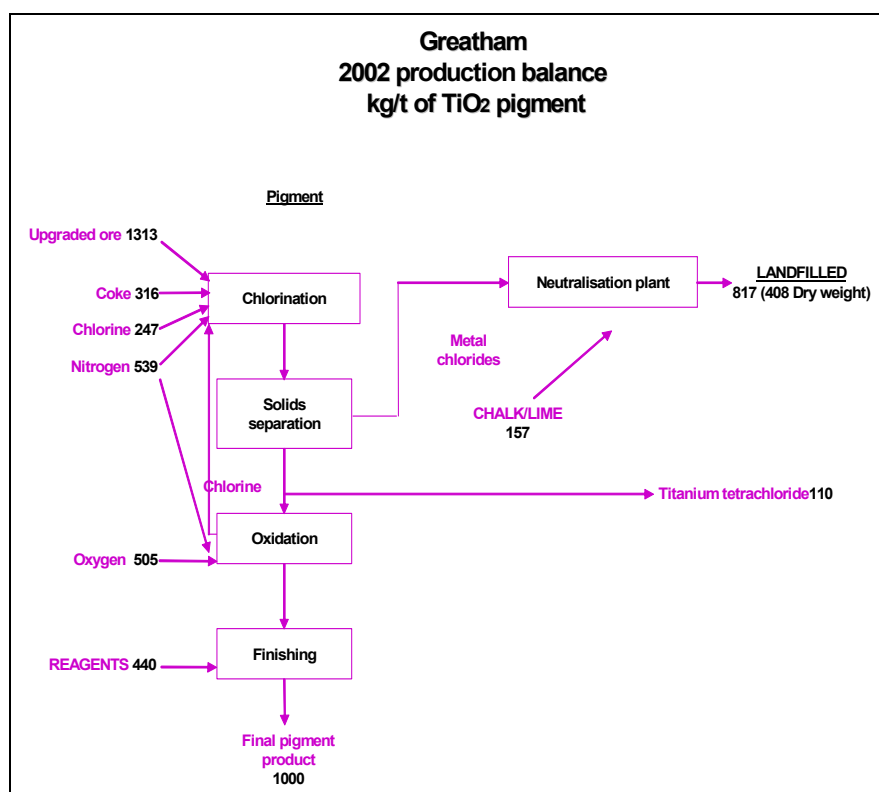 Greatham
2002 production balance
kg/t of TiO2 pigment
Pigment
Upgraded ore 1313
Coke 316
Chlorine 247
Nitrogen 539
Chlorination
Neutralisation plant
LANDFILLED
817 (408 Dry weight)
Metal
chlorides
Solids
separation
CHALK/LIME
157
Chlorine
Titanium tetrachloride110
Oxidation
Oxygen 505
Finishing
REAGENTS 440
Final pigment
product
1000